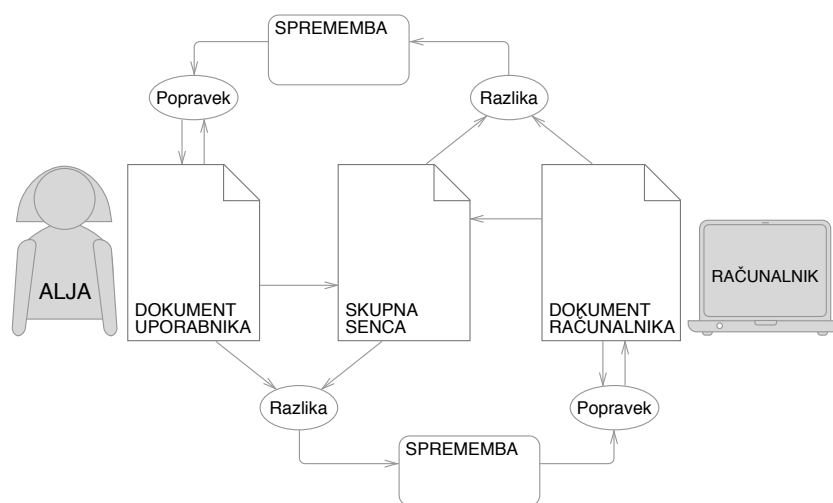 SPREMEMBA
Popravek
Razlika
ALJA
DOKUMENT
UPORABNIKA
SKUPNA
SENCA
DOKUMENT
RAČUNALNIKA
RAČUNALNIK
Razlika
Popravek
SPREMEMBA